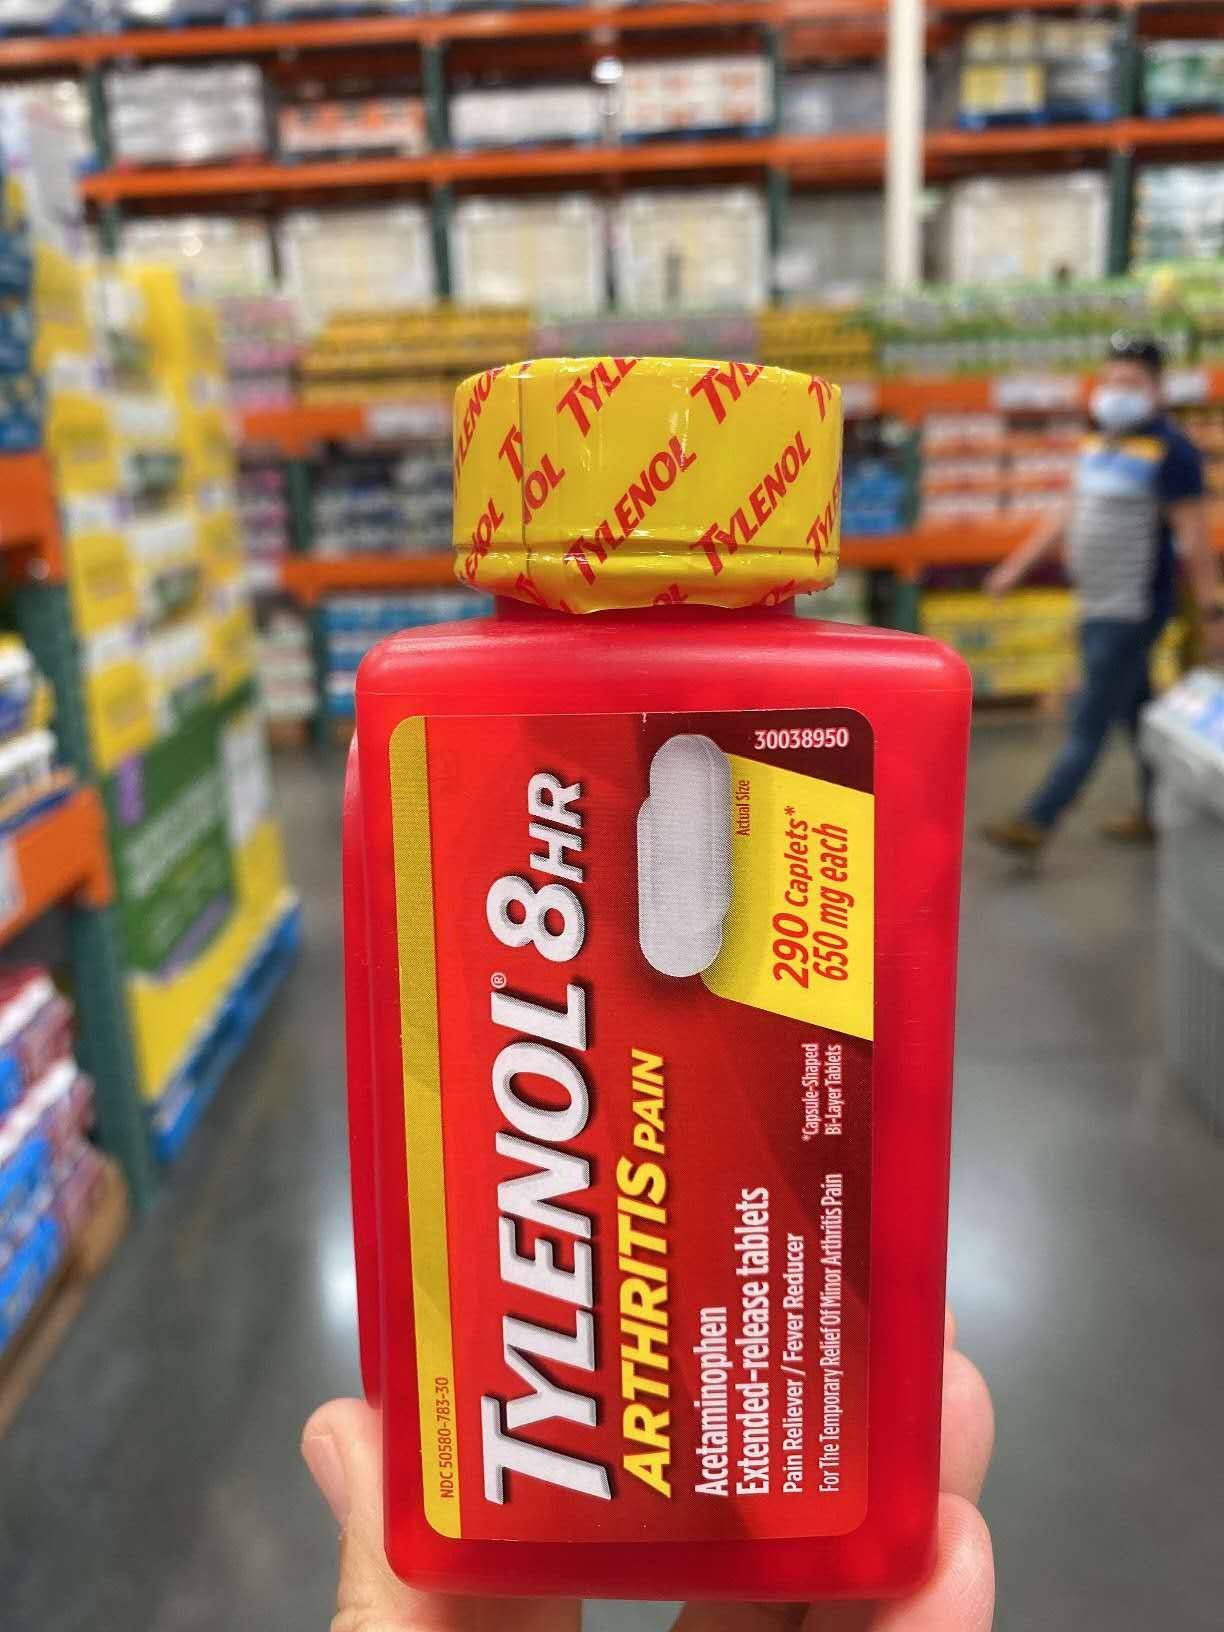 TYLENOL
TYLENOL
NDC 50580-783-30
TYLENOL® 8HR
ARTHRITIS PAIN
Acetaminophen
Extended-release tablets
Pain Reliever / Fever Reducer
For The Temporary Relief Of Minor Arthritis Pain
Actual Size
30038950
290 Caplets*
650 mg each
*Capsule-Shaped
Bi-Layer Tablets